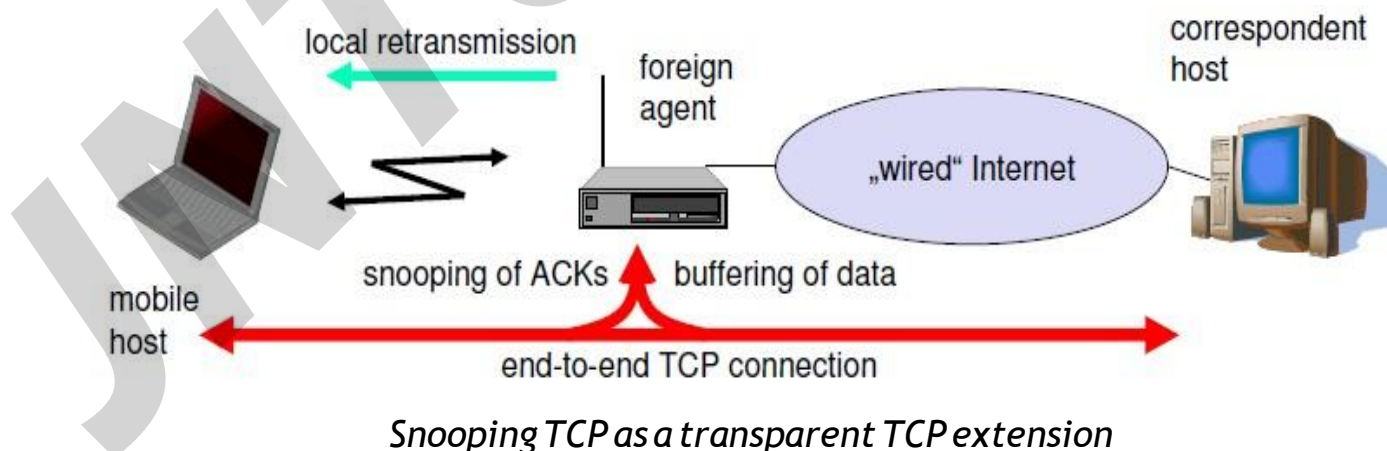 local retransmission
foreign
agent
correspondent
host
„wired“ Internet
snooping of ACKs
buffering of data
mobile
host
end-to-end TCP connection
Snooping TCP as a transparent TCP extension
JNTU